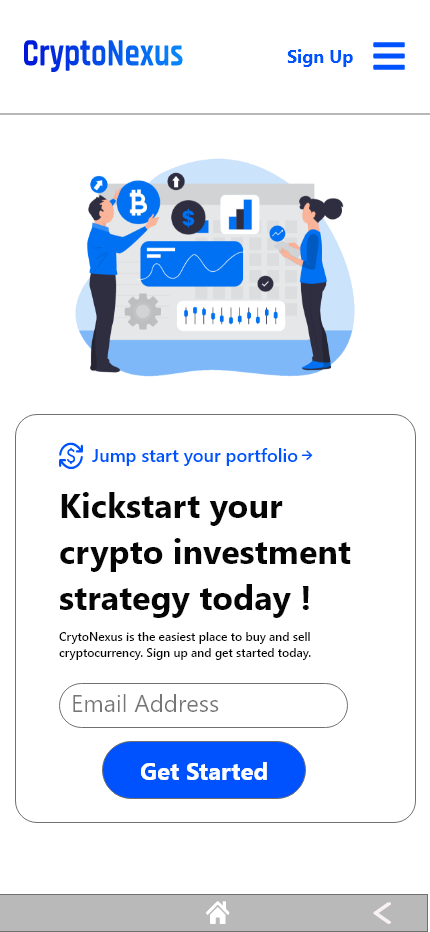 CryptoNexus
Sign Up
Jump start your portfolio→
Kickstart your
crypto investment
strategy today !
CrytoNexus is the easiest place to buy and sell
cryptocurrency. Sign up and get started today.
Email Address
Get Started